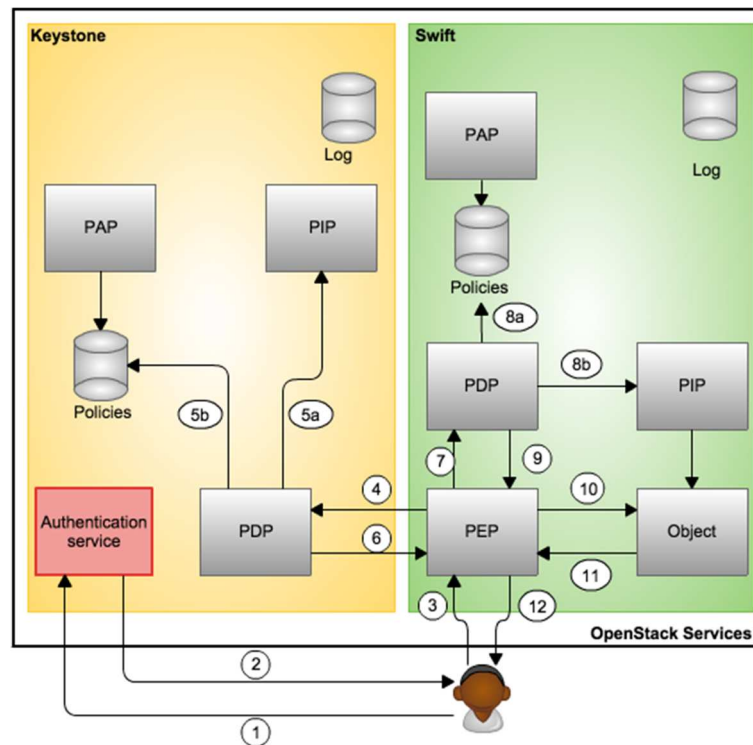 Keystone
Swift
Log
PAP
Log
PAP
PIP
Policies
8a
Policies
5b
5a
PDP
8b
PIP
7
9
Authentication
service
PDP
4
6
PEP
10
11
Object
3
12
OpenStack Services
2
1